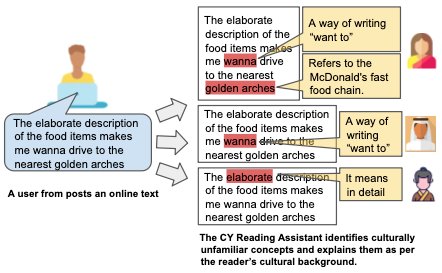 The elaborate description
of the food items makes
me wanna drive to the
nearest golden arches
A user from posts an online text
The elaborate
description of the
food items makes
me wanna drive
to the nearest
golden arches
A way of writing
"want to"
Refers to the
McDonald's fast
food chain.
The elaborate description
of the food items makes
me wanna drive to the
nearest golden arches
A way of
writing
"want to"
The elaborate description
of the food items makes
me wanna drive to the
nearest golden arches
It means
in detail
The CY Reading Assistant identifies culturally
unfamiliar concepts and explains them as per
the reader's cultural background.